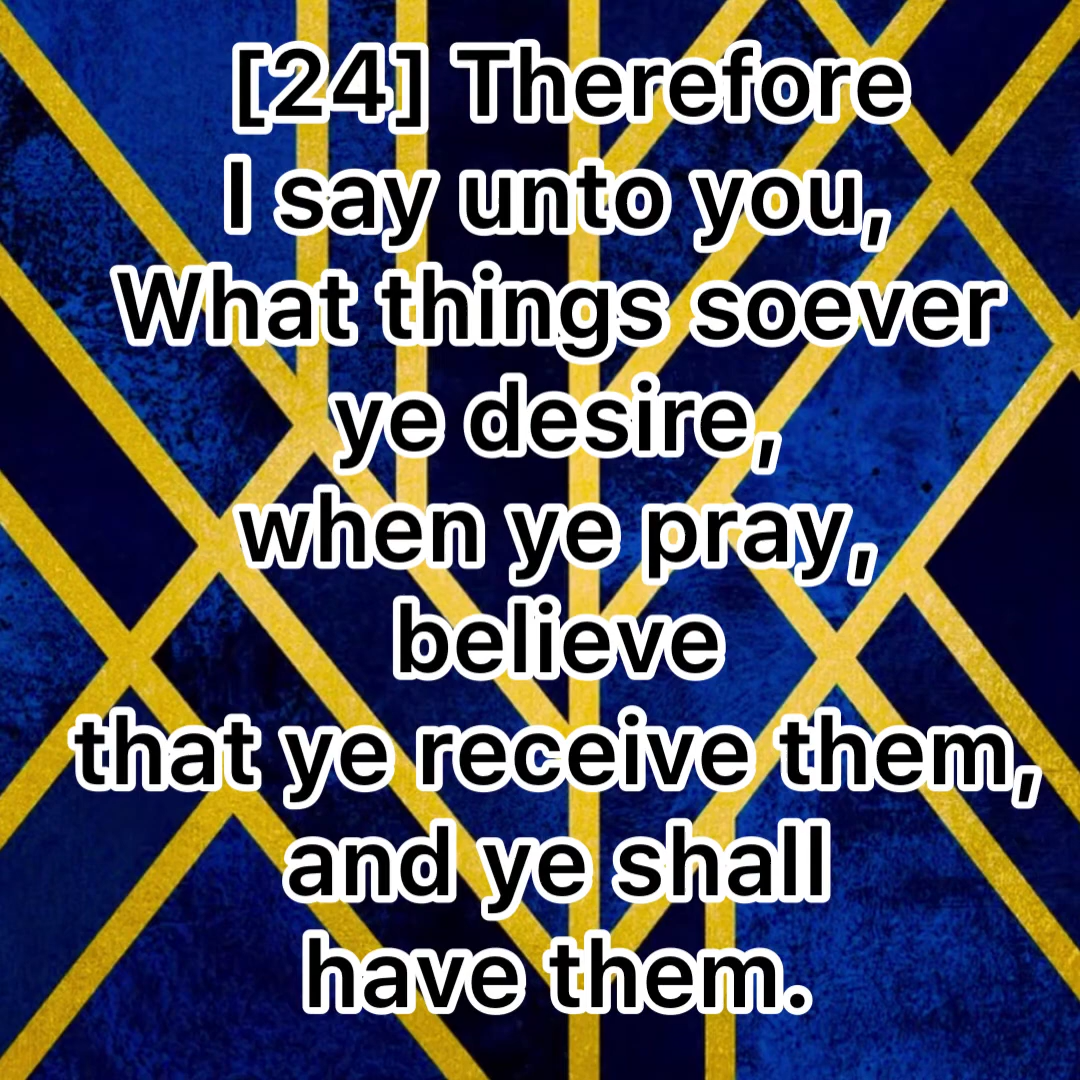 [24] Therefore
I say unto you,
What things soever
ye desire,
when ye pray,
believe
that ye receive them,
and ye shall
have them.